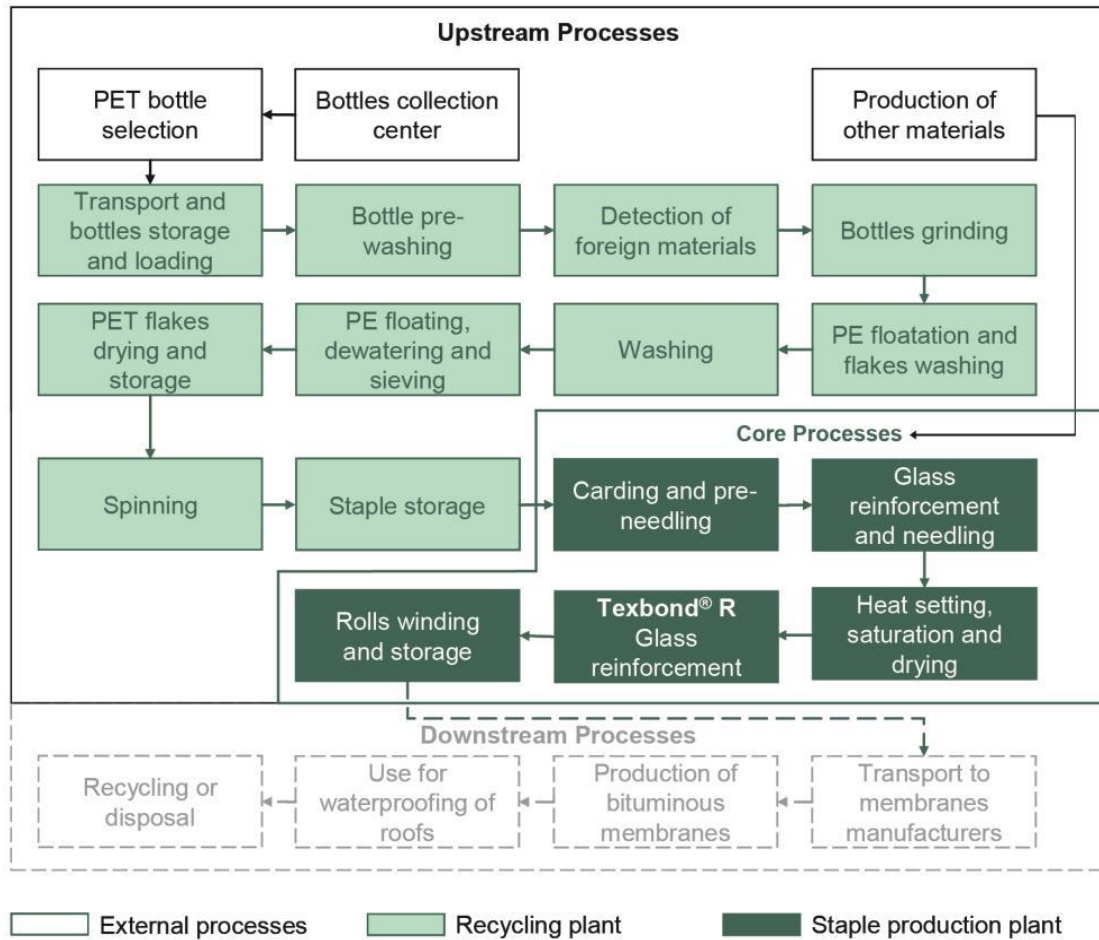 Upstream Processes
PET bottle
selection
Bottles collection
center
Production of
other materials
Transport and
bottles storage
and loading
Bottle pre-
washing
Detection of
foreign materials
Bottles grinding
PET flakes
drying and
storage
PE floating,
dewatering and
sieving
Washing
PE floatation and
flakes washing
Core Processes
Spinning
Staple storage
Carding and pre-
needling
Glass
reinforcement
and needling
Rolls winding
and storage
Texbond® R
Glass
reinforcement
Heat setting,
saturation and
drying
Downstream Processes
Recycling or
disposal
Use for
waterproofing of
roofs
Production of
bituminous
membranes
Transport to
membranes
manufacturers
External processes
Recycling plant
Staple production plant